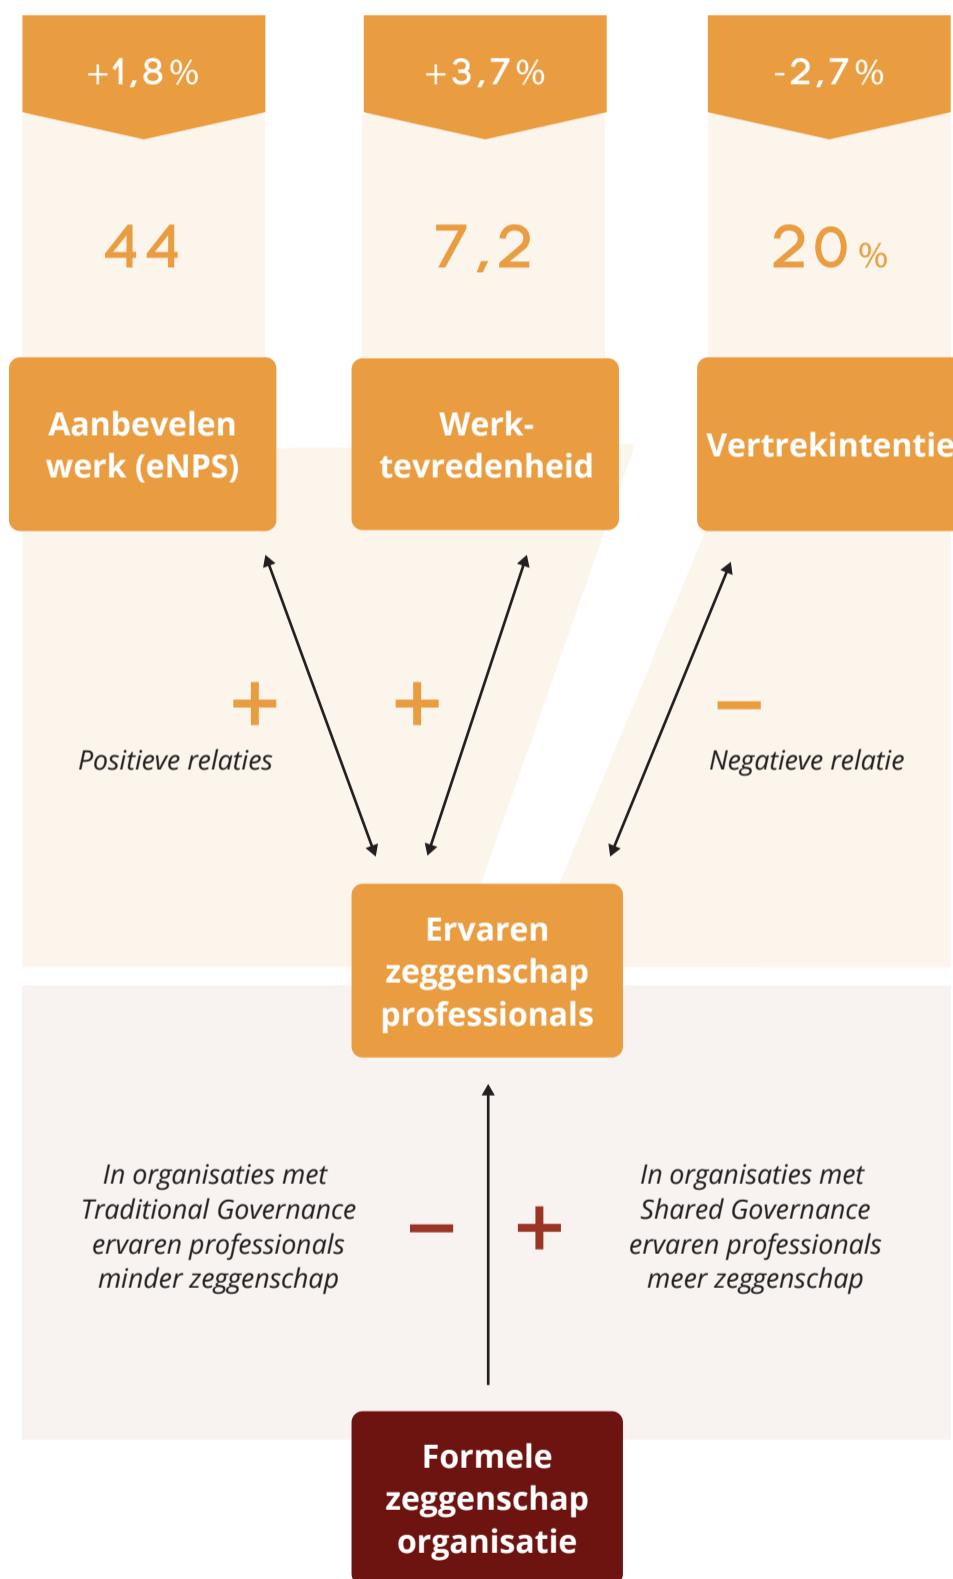 +1,8%
+3,7%
-2,7%
44
7,2
20 %
Aanbevelen
werk (eNPS)
Werk-
tevredenheid
Vertrekintentie
+
+
−
Positieve relaties
Negatieve relatie
Ervaren
zeggenschap
professionals
In organisaties met
Traditional Governance
ervaren professionals
minder zeggenschap
−
+
In organisaties met
Shared Governance
ervaren professionals
meer zeggenschap
Formele
zeggenschap
organisatie